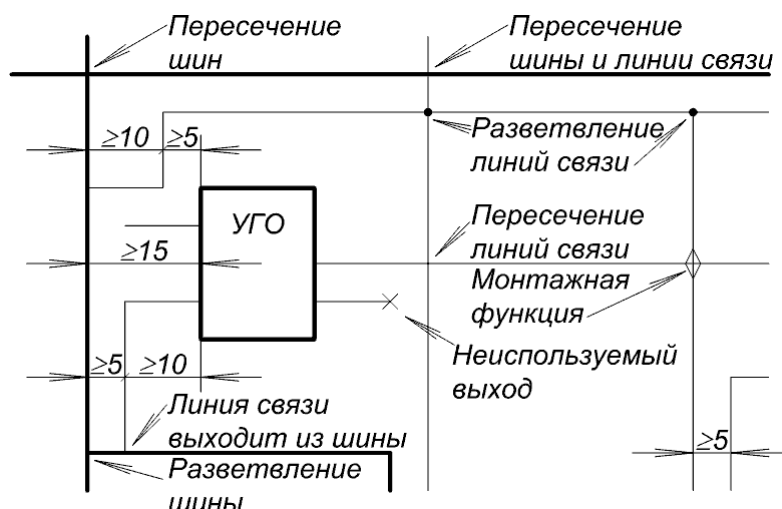 Пересечение
шин
Пересечение
шины и линии связи
≥10
≥5
Разветвление
линий связи
УГО
Пересечение
линий связи
≥15
Монтажная
функция
Неиспользуемый
выход
≥5
≥10
Линия связи
выходит из шины
≥5
Разветвление
шины